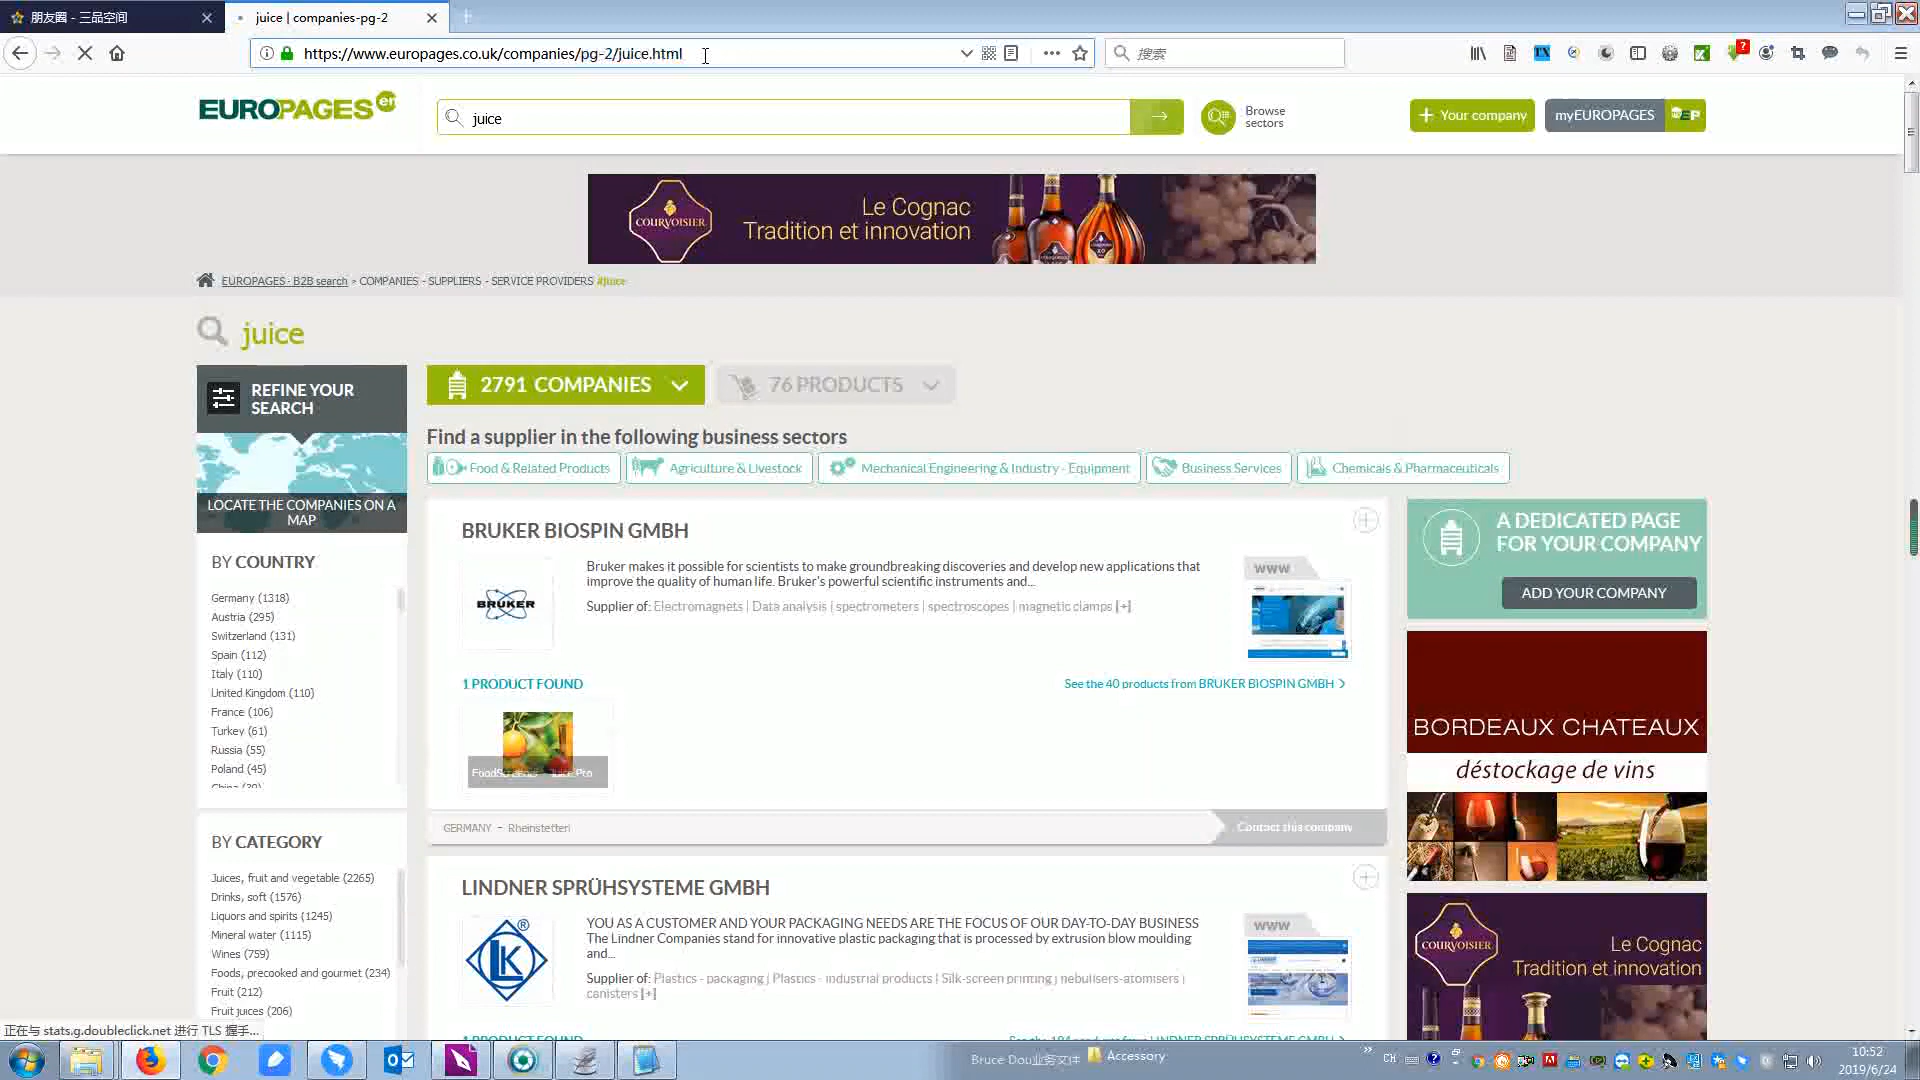 朋友圈 - 三品空间
juice | companies-pg-2
https://www.europages.co.uk/companies/pg-2/juice.html
搜索
EUROPAGES en
juice
Browse sectors
Your company
myEUROPAGES
COURVOISIER
Le Cognac
Tradition et innovation
EUROPAGES - B2B search > COMPANIES - SUPPLIERS - SERVICE PROVIDERS #juice
juice
REFINE YOUR SEARCH
2791 COMPANIES
76 PRODUCTS
LOCATE THE COMPANIES ON A MAP
Find a supplier in the following business sectors
Food & Related Products
Agriculture & Livestock
Mechanical Engineering & Industry - Equipment
Business Services
Chemicals & Pharmaceuticals
BY COUNTRY
Germany (1318)
Austria (295)
Switzerland (131)
Spain (112)
Italy (110)
United Kingdom (110)
France (106)
Turkey (61)
Russia (55)
Poland (45)
BY CATEGORY
Juices, fruit and vegetable (2265)
Drinks, soft (1576)
Liquors and spirits (1245)
Mineral water (1115)
Wines (759)
Foods, precooked and gourmet (234)
Fruit (212)
Fruit juices (206)
BRUKER BIOSPIN GMBH
BRUKER
Bruker makes it possible for scientists to make groundbreaking discoveries and develop new applications that
improve the quality of human life. Bruker's powerful scientific instruments and...
Supplier of: Electromagnets | Data analysis | spectrometers | spectroscopes | magnetic clamps [+]
www
1 PRODUCT FOUND
See the 40 products from BRUKER BIOSPIN GMBH
GERMANY - Rheinstetten
Contact this company
LINDNER SPRÜHSYSTEME GMBH
LK
YOU AS A CUSTOMER AND YOUR PACKAGING NEEDS ARE THE FOCUS OF OUR DAY-TO-DAY BUSINESS
The Lindner Companies stand for innovative plastic packaging that is processed by extrusion blow moulding
and...
Supplier of: Plastics - packaging | Plastics - industrial products | Silk-screen printing | nebulisers-atomisers |
canisters [+]
www
1 PRODUCT FOUND
A DEDICATED PAGE
FOR YOUR COMPANY
ADD YOUR COMPANY
BORDEAUX CHATEAUX
déstockage de vins
COURVOISIER
Le Cognac
Tradition et innovation
正在与 stats.g.doubleclick.net 进行 TLS 握手...
Bruce Dou业务文件
Accessory
CH
10:52
2019/6/24